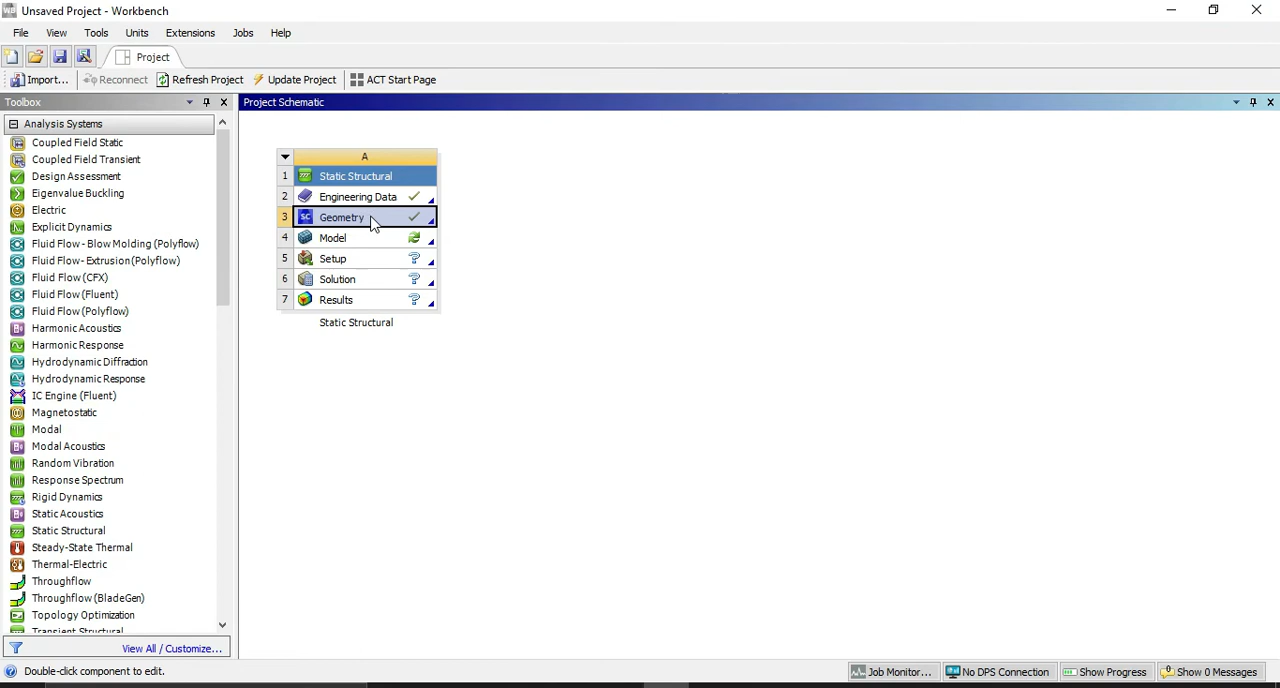 Unsaved Project - Workbench
File View Tools Units Extensions Jobs Help
Project
Import... Reconnect Refresh Project Update Project ACT Start Page
Toolbox
Analysis Systems
Coupled Field Static
Coupled Field Transient
Design Assessment
Eigenvalue Buckling
Electric
Explicit Dynamics
Fluid Flow - Blow Molding (Polyflow)
Fluid Flow- Extrusion (Polyflow)
Fluid Flow (CFX)
Fluid Flow (Fluent)
Fluid Flow (Polyflow)
Harmonic Acoustics
Harmonic Response
Hydrodynamic Diffraction
Hydrodynamic Response
IC Engine (Fluent)
Magnetostatic
Modal
Modal Acoustics
Random Vibration
Response Spectrum
Rigid Dynamics
Static Acoustics
Static Structural
Steady-State Thermal
Thermal-Electric
Throughflow
Throughflow (BladeGen)
Topology Optimization
Transient Structural
View All / Customize...
Project Schematic
A
1 Static Structural
2 Engineering Data
3 SC Geometry
4 Model
5 Setup ?
6 Solution ?
7 Results ?
Static Structural
Double-click component to edit.
Job Monitor... No DPS Connection Show Progress Show 0 Messages